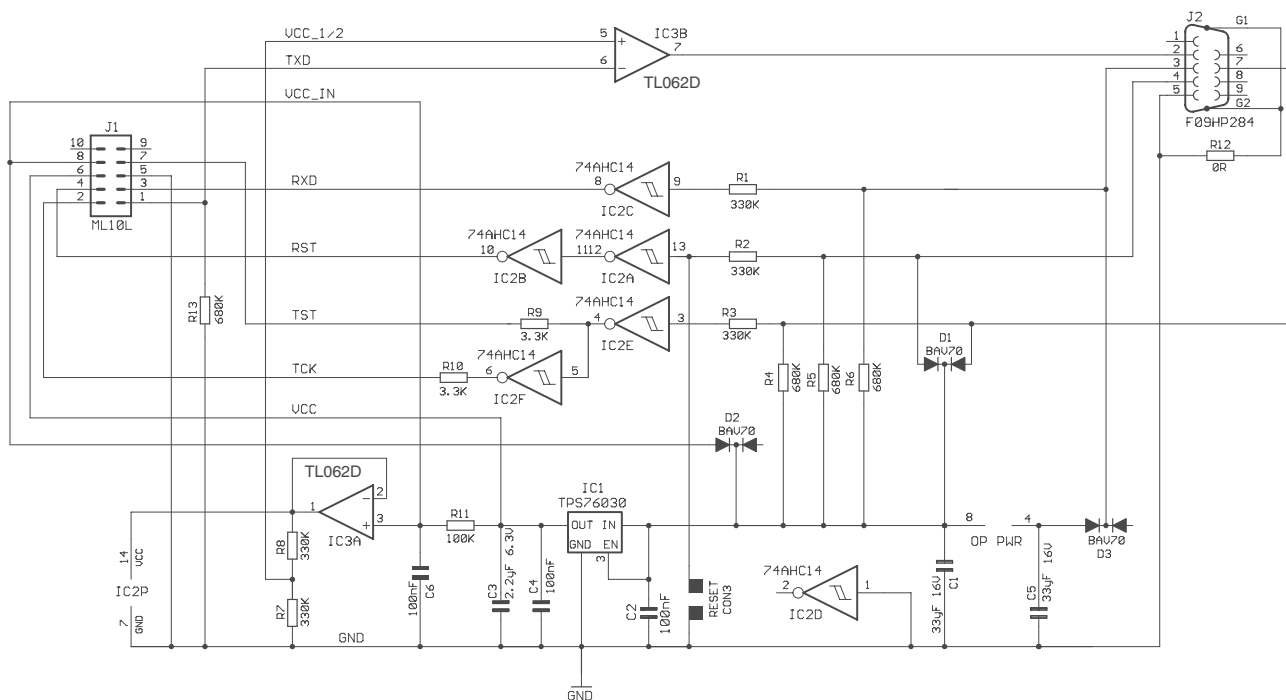 J2
G1
1
2
3
4
5
6
7
8
9
G2
F09HP284
R12
0R
VCC_1/2
TXD
VCC_IN
5
6
7
IC3B
TL062D
J1
10
8
6
4
2
9
7
5
3
1
ML10L
RXD
74AHC14
8
9
IC2C
R1
330K
RST
74AHC14
10
IC2B
74AHC14
1112
13
IC2A
R2
330K
R13
680K
TST
R9
3.3K
74AHC14
4
3
IC2E
R3
330K
TCK
R10
3.3K
74AHC14
6
5
IC2F
R4
680K
R5
680K
R6
680K
D1
BAV70
VCC
D2
BAV70
TL062D
1
2
3
IC3A
R11
100K
IC1
TPS76030
OUT IN
GND EN
3
8
4
OP PWR
BAV70
D3
14
VCC
IC2P
7
GND
R8
330K
R7
330K
100nF
C6
C3
2.2yF 6.3V
C4
100nF
C2
100nF
RESET
CON3
74AHC14
2
1
IC2D
33yF 16V
C1
C5
33yF 16V
GND
GND